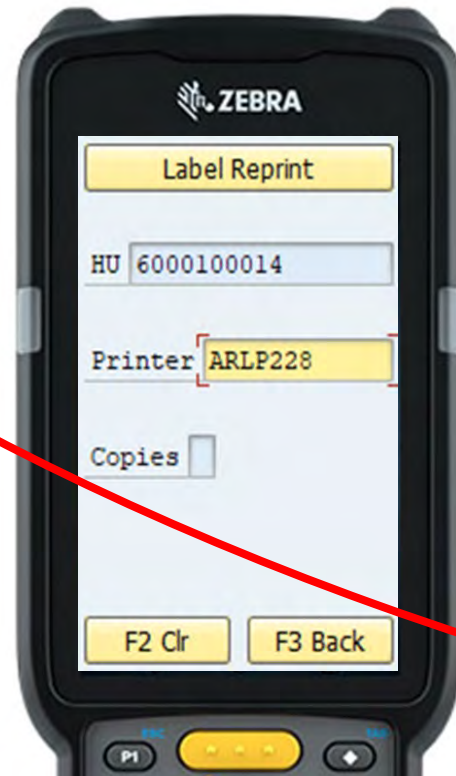 ZEBRA
Label Reprint
HU 6000100014
Printer ARLP228
Copies
F2 Clr F3 Back
ESC TAB
P1